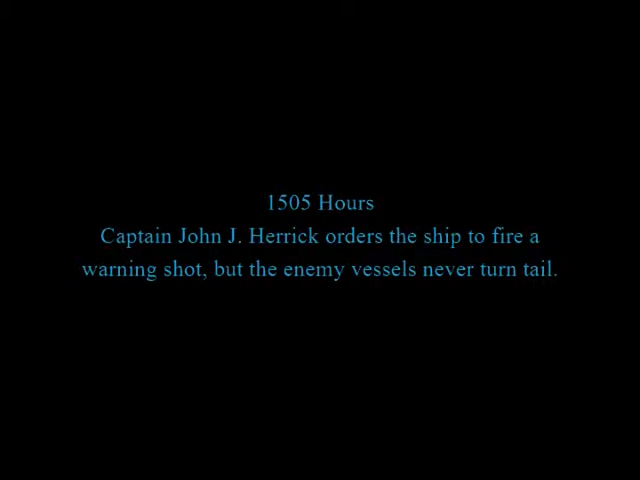 1505 Hours
Captain John J. Herrick orders the ship to fire a
warning shot, but the enemy vessels never turn tail.